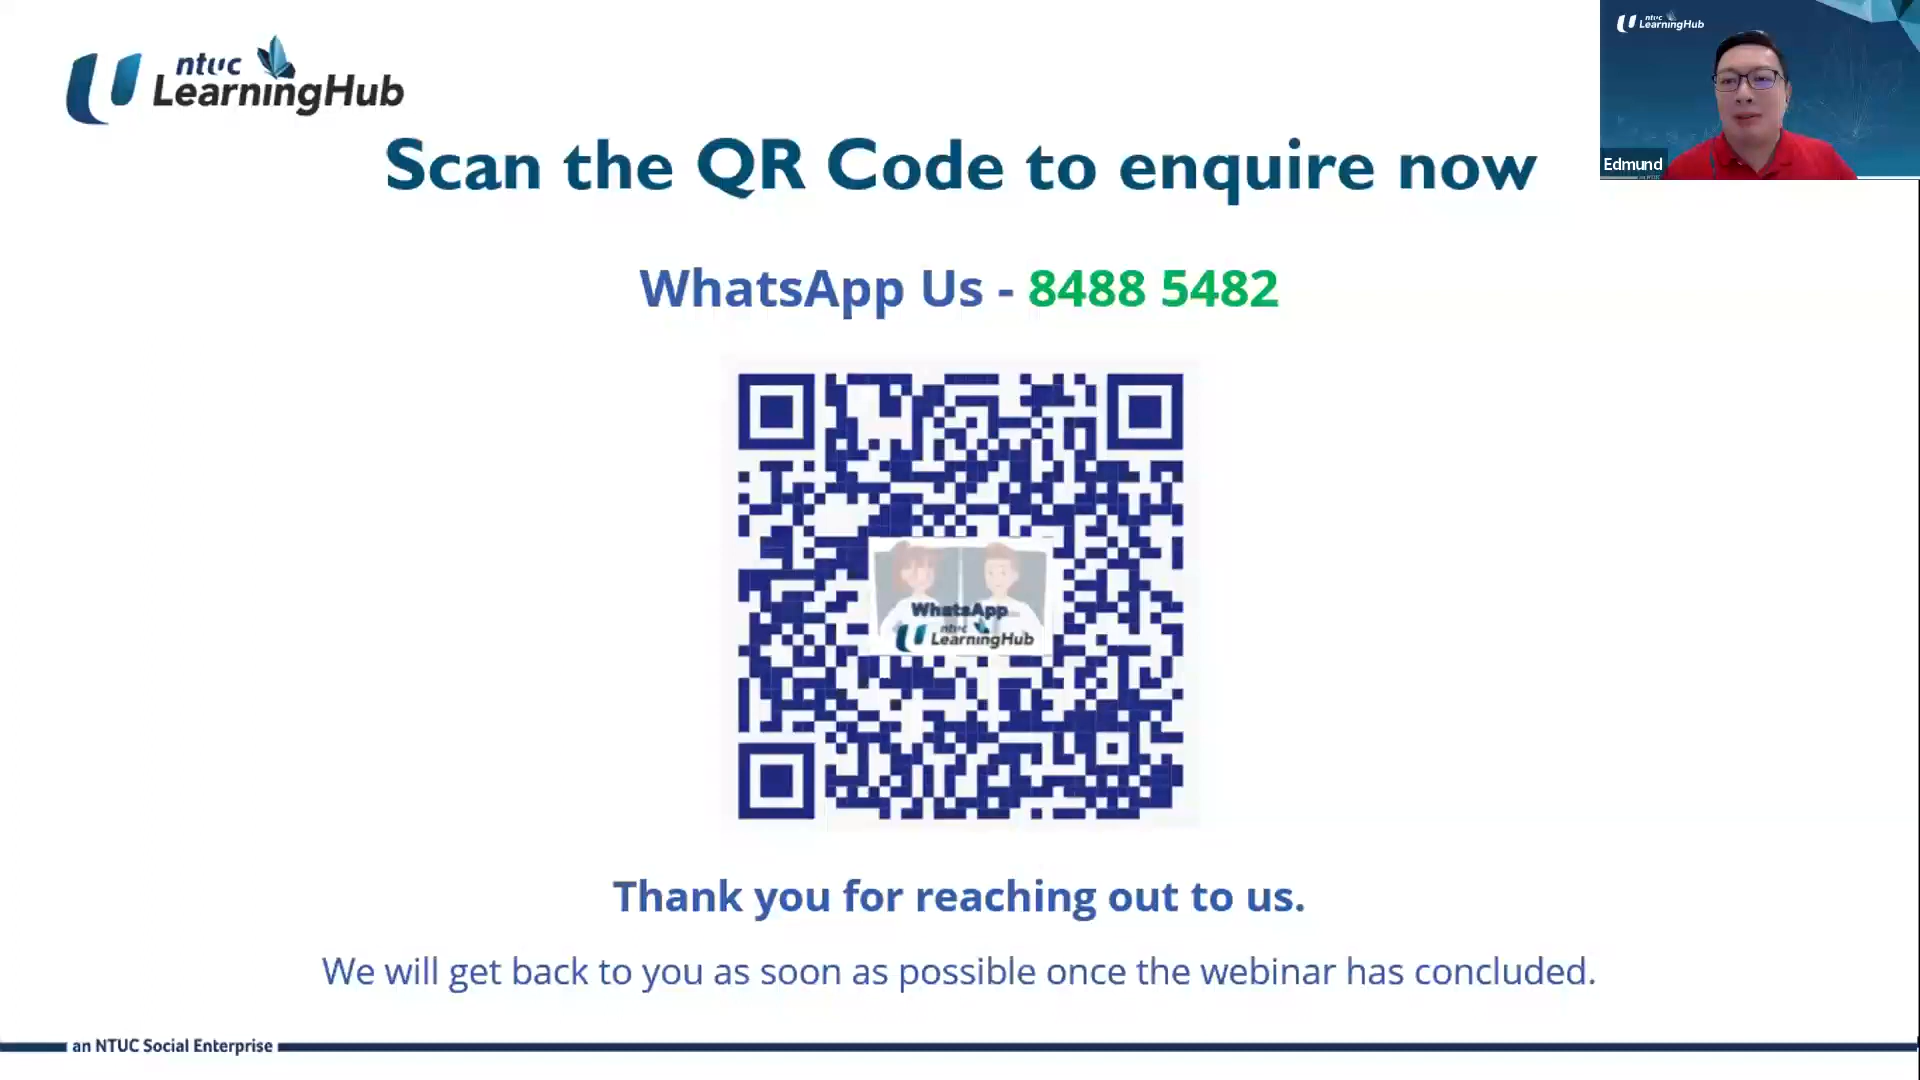 ntuc
LearningHub
ntuc
LearningHub
Edmund
Scan the QR Code to enquire now
WhatsApp Us - 8488 5482
WhatsApp
ntuc
LearningHub
Thank you for reaching out to us.
We will get back to you as soon as possible once the webinar has concluded.
an NTUC Social Enterprise